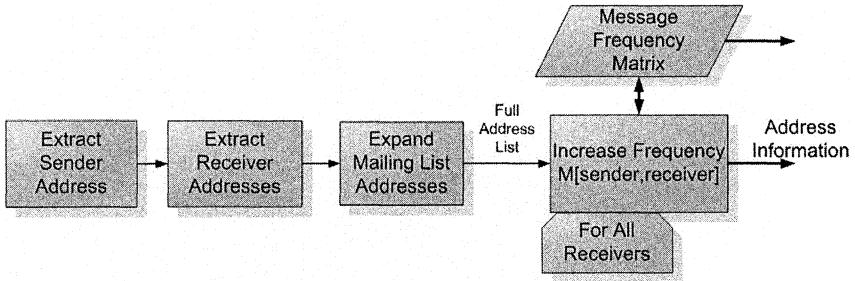 Message
Frequency
Matrix
Extract
Sender
Address
Extract
Receiver
Addresses
Expand
Mailing List
Addresses
Full
Address
List
Increase Frequency
M[sender,receiver]
Address
Information
For All
Receivers